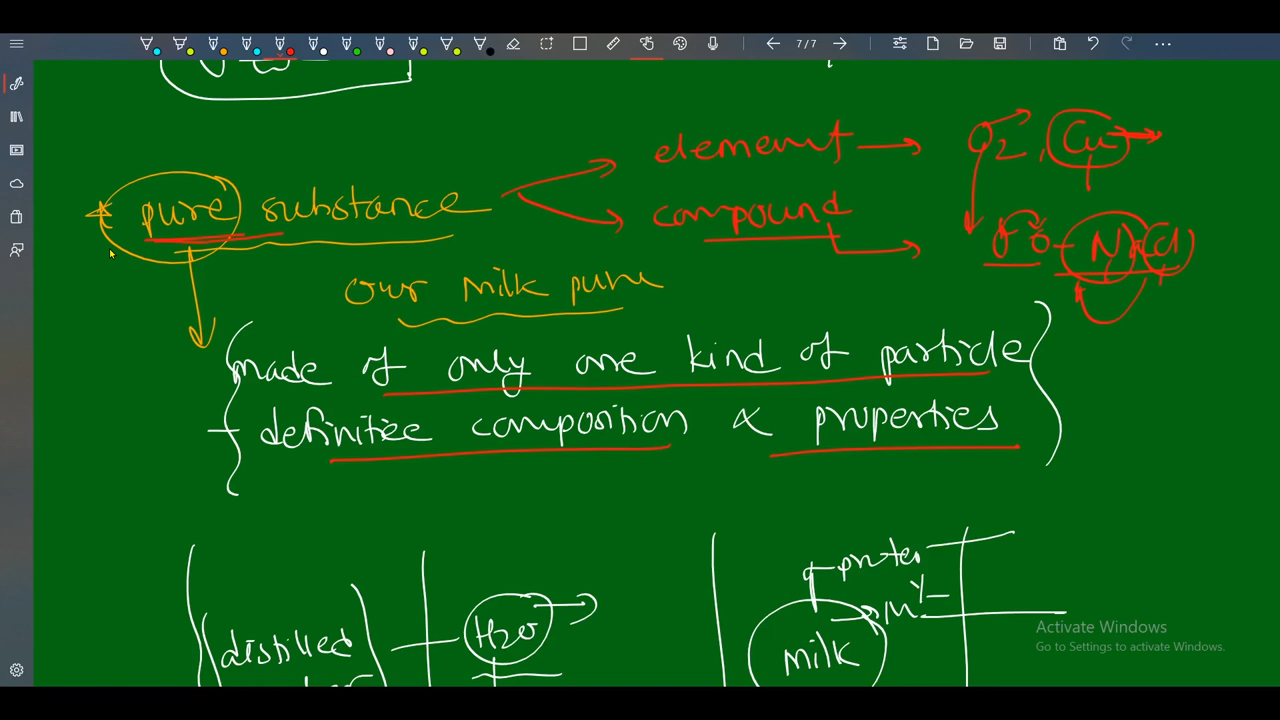 7/7
element → O2, Cu
pure substance
compound → NaCl
our milk pure
made of only one kind of particle
definitice composition & properties
protein
distilled H2O
milk
Activate Windows
Go to Settings to activate Windows.